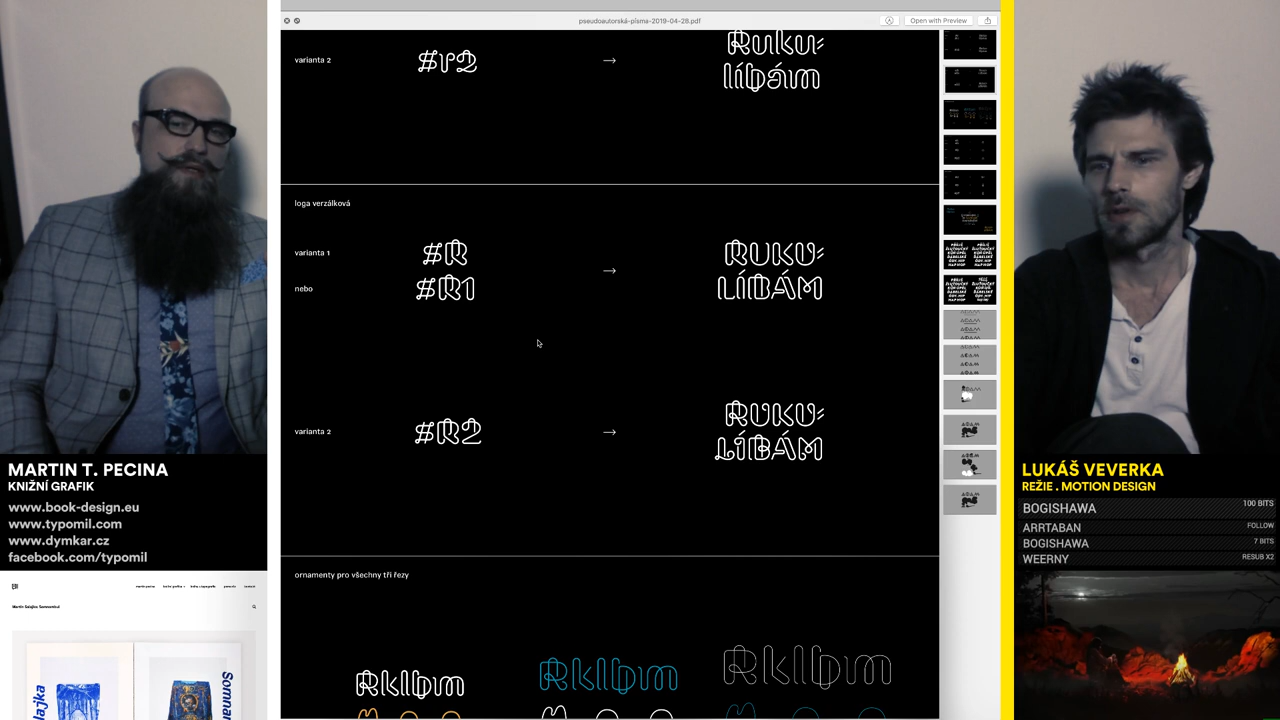 pseudoautorská-písma-2019-04-28.pdf
Open with Preview
varianta 2
#r2
→
Ruku-
líbám
loga verzálková
varianta 1
#R
nebo
#R1
→
RUKU-
LÍBÁM
varianta 2
#R2
→
RUKU-
LÍBÁM
ornamenty pro všechny tři řezy
Rklbm
Rklbm
Rklbm
MARTIN T. PECINA
KNIŽNÍ GRAFIK
www.book-design.eu
www.typomil.com
www.dymkar.cz
facebook.com/typomil
LUKÁŠ VEVERKA
REŽIE . MOTION DESIGN
BOGISHAWA 100 BITS
ARRTABAN FOLLOW
BOGISHAWA 7 BITS
WEERNY RESUB X2